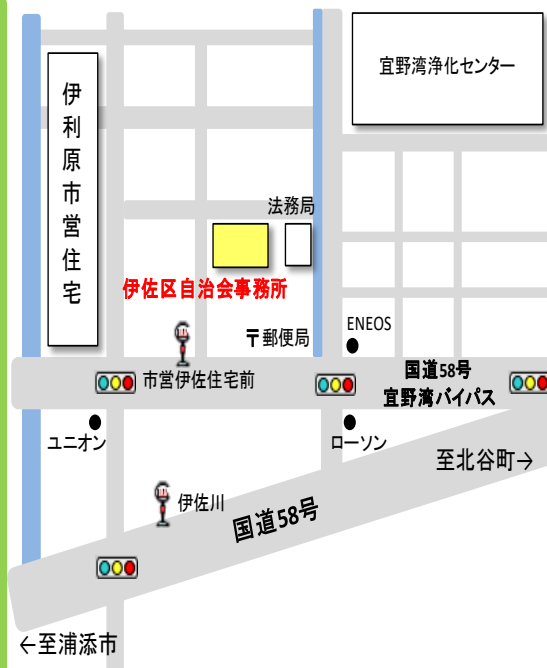 宜野湾浄化センター
伊利原市営住宅
法務局
伊佐区自治会事務所
〒郵便局
ENEOS
市営伊佐住宅前
国道58号
宜野湾バイパス
ユニオン
ローソン
至北谷町→
伊佐川
国道58号
←至浦添市